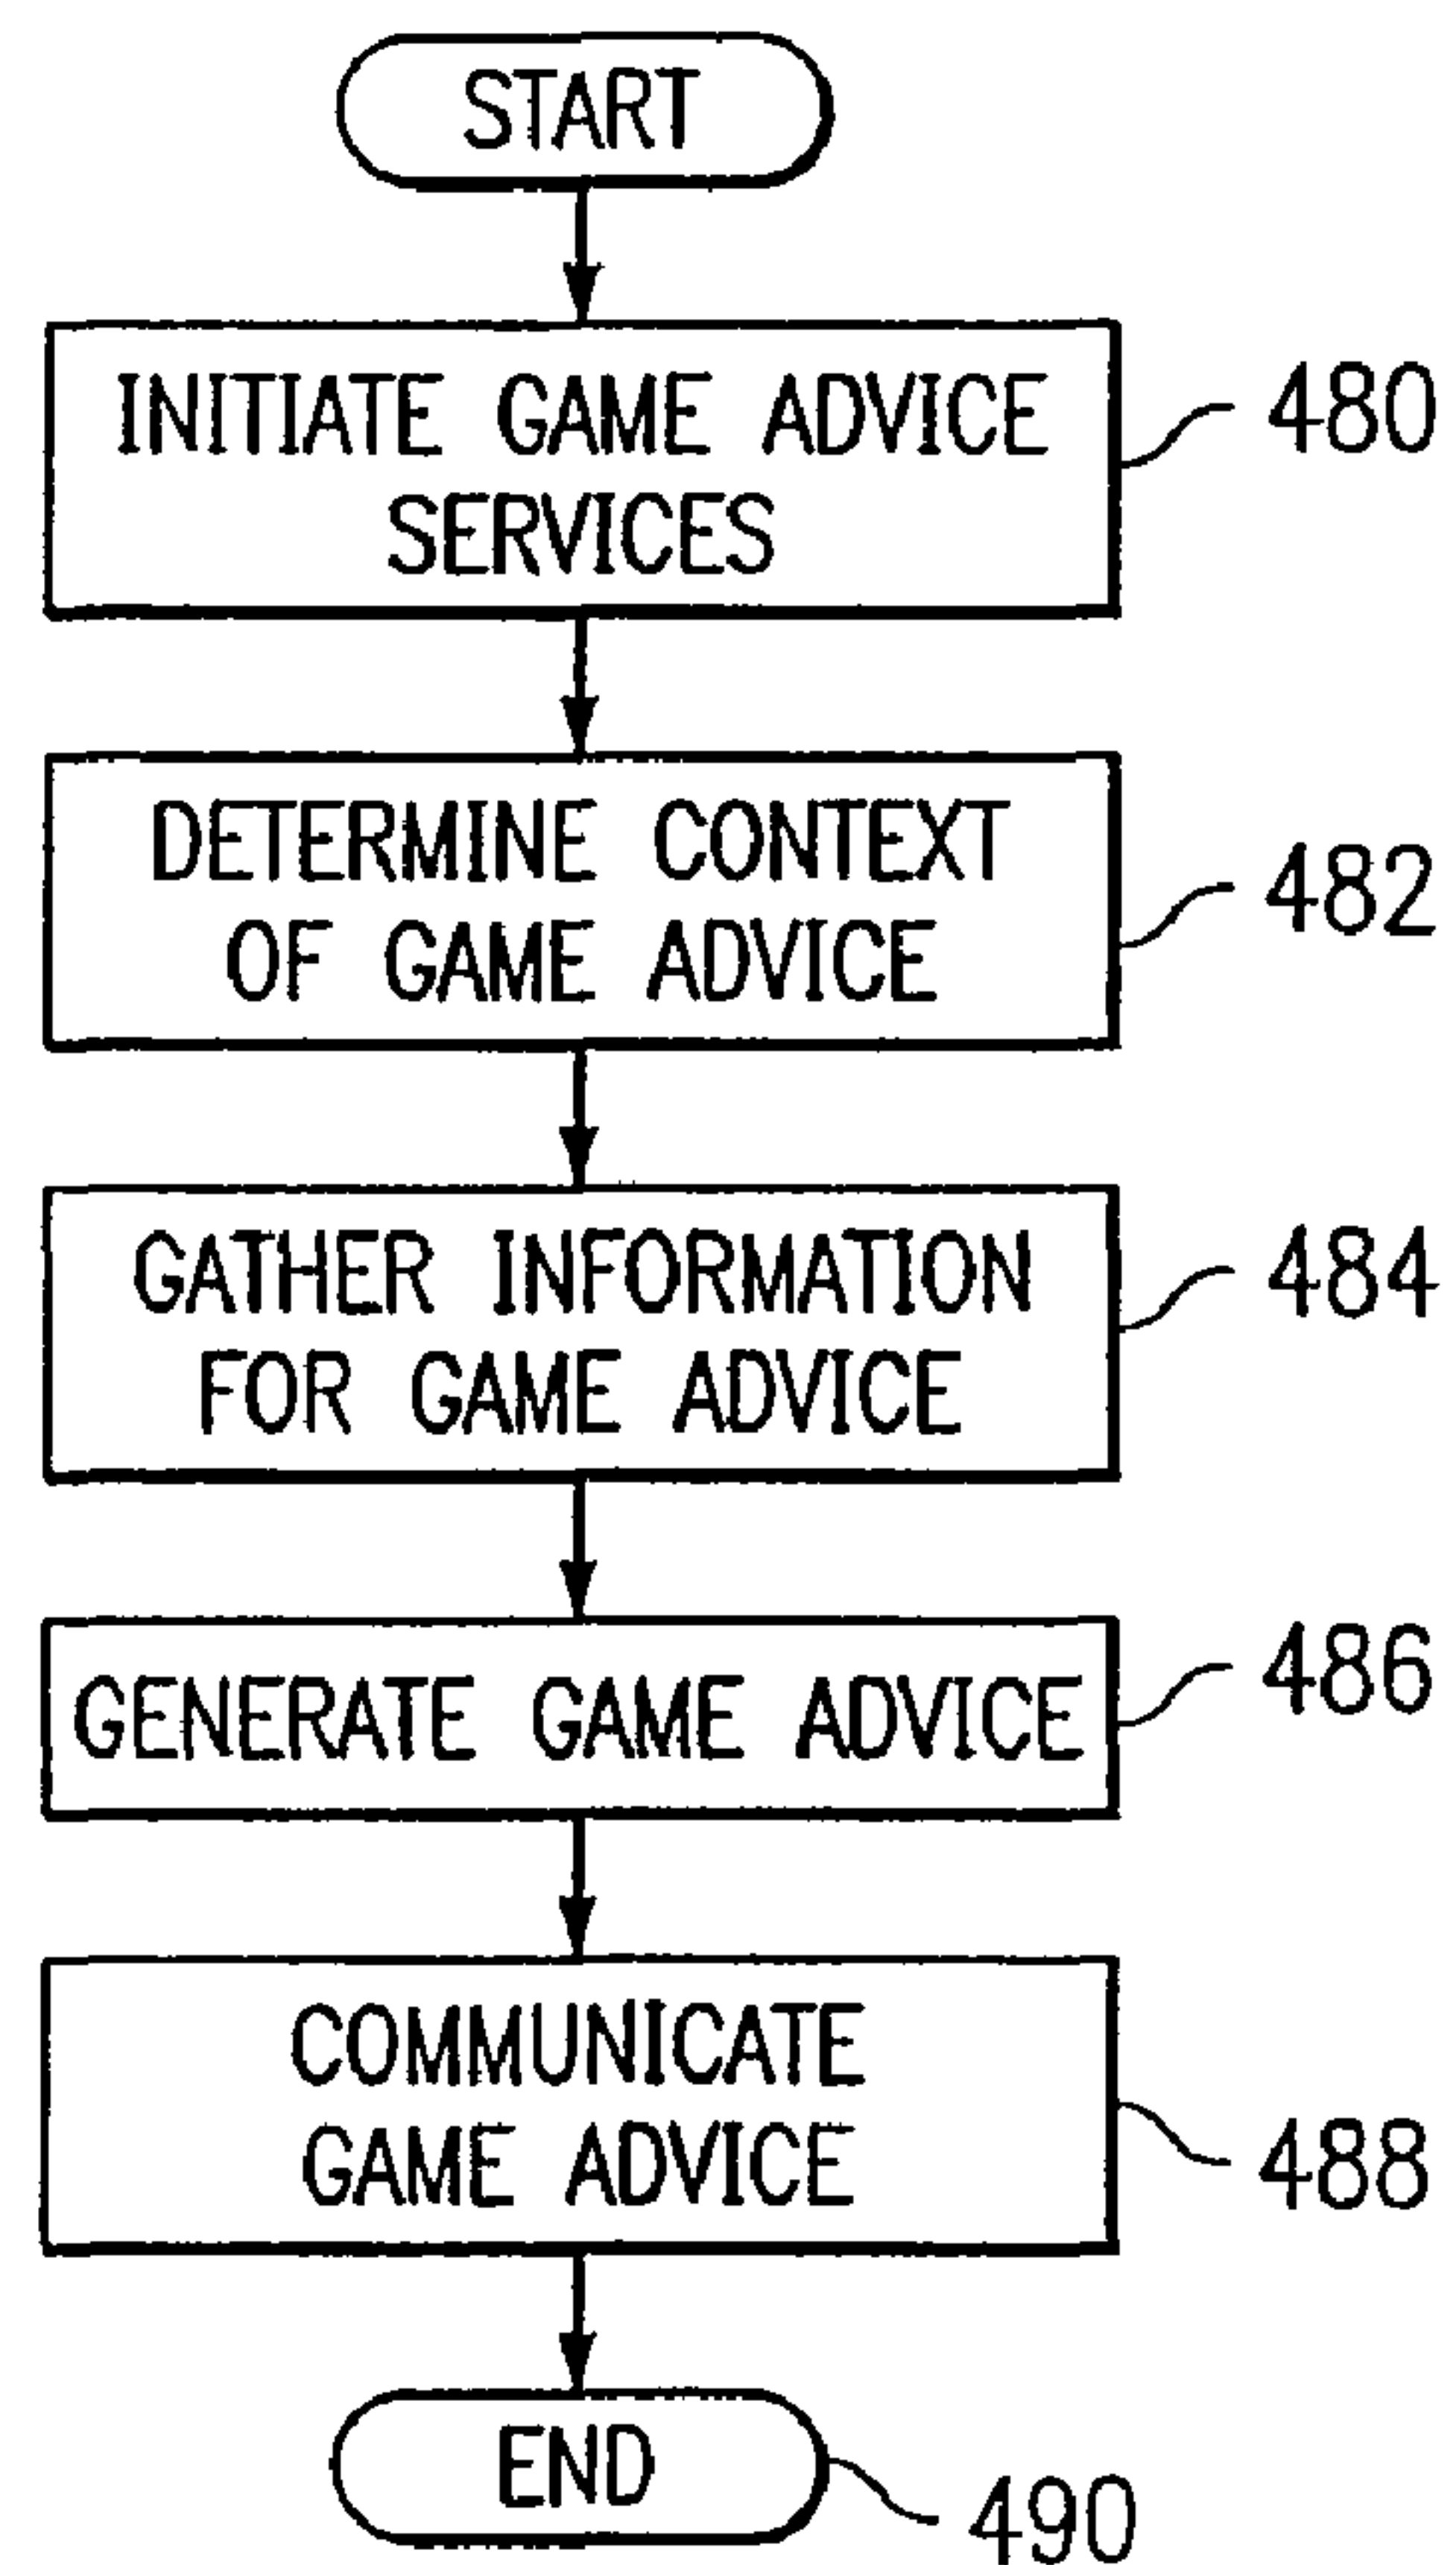 START
INITIATE GAME ADVICE
SERVICES
480
DETERMINE CONTEXT
OF GAME ADVICE
482
GATHER INFORMATION
FOR GAME ADVICE
484
GENERATE GAME ADVICE
486
COMMUNICATE
GAME ADVICE
488
END
490